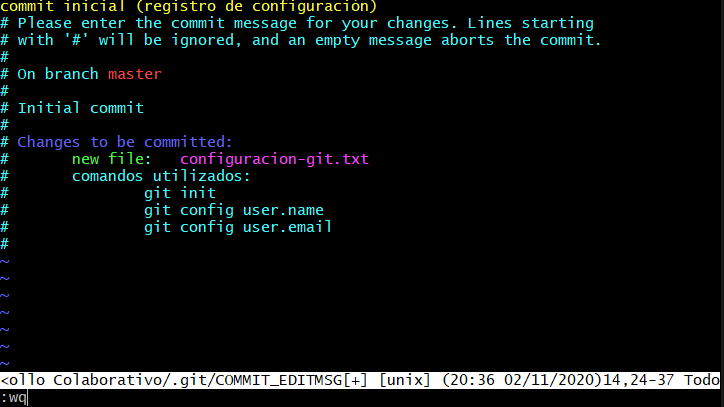 commit inicial (registro de configuración)
# Please enter the commit message for your changes. Lines starting
# with '#' will be ignored, and an empty message aborts the commit.
#
# On branch master
#
# Initial commit
#
# Changes to be committed:
#       new file:   configuracion-git.txt
#       comandos utilizados:
#               git init
#               git config user.name
#               git config user.email
#
~
~
~
~
~
~
~
<ollo Colaborativo/.git/COMMIT_EDITMSG[+] [unix] (20:36 02/11/2020)14,24-37 Todo
:wq